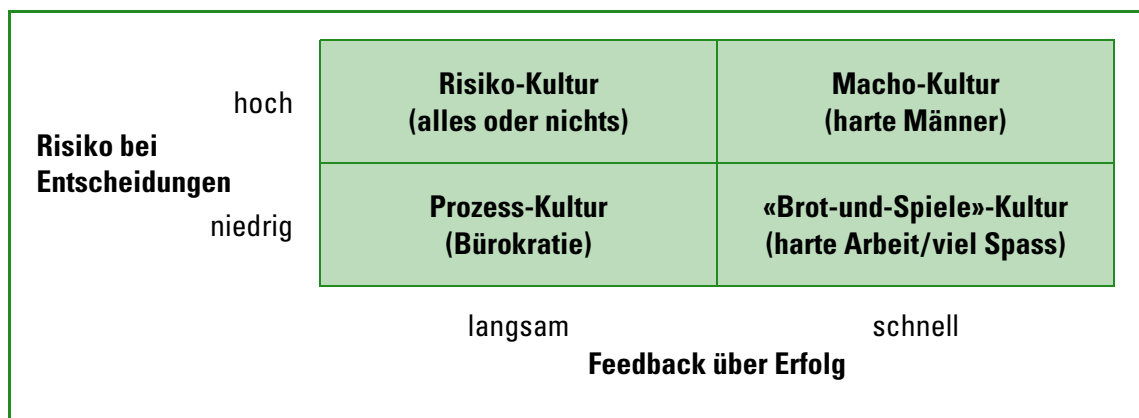 Risiko-Kultur
(alles oder nichts)
Macho-Kultur
(harte Männer)
hoch
Risiko bei
Entscheidungen
niedrig
Prozess-Kultur
(Bürokratie)
«Brot-und-Spiele»-Kultur
(harte Arbeit/viel Spass)
langsam
schnell
Feedback über Erfolg